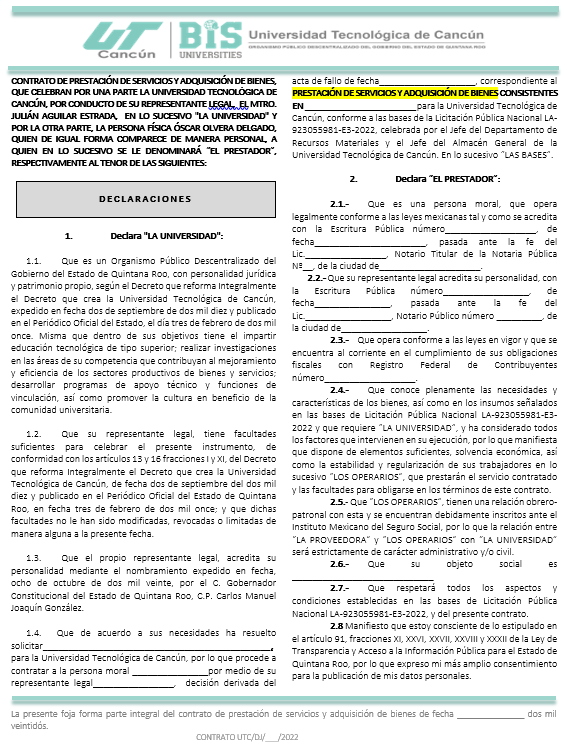 UT
Cancún
BIS
UNIVERSITIES
Universidad Tecnológica de Cancún
ORGANISMO PÚBLICO DESCENTRALIZADO DEL GOBIERNO DEL ESTADO DE QUINTANA ROO
CONTRATO DE PRESTACIÓN DE SERVICIOS Y ADQUISICIÓN DE BIENES,
QUE CELEBRAN POR UNA PARTE LA UNIVERSIDAD TECNOLÓGICA DE
CANCÚN, POR CONDUCTO DE SU REPRESENTANTE LEGAL, EL MTRO.
JULIÁN AGUILAR ESTRADA, EN LO SUCESIVO "LA UNIVERSIDAD" Y
POR LA OTRA PARTE, LA PERSONA FÍSICA ÓSCAR OLVERA DELGADO,
QUIEN DE IGUAL FORMA COMPARECE DE MANERA PERSONAL, A
QUIEN EN LO SUCESIVO SE LE DENOMINARÁ "EL PRESTADOR",
RESPECTIVAMENTE AL TENOR DE LAS SIGUIENTES:
DECLARACIONES
1. Declara "LA UNIVERSIDAD":
1.1. Que es un Organismo Público Descentralizado del
Gobierno del Estado de Quintana Roo, con personalidad jurídica
y patrimonio propio, según el Decreto que reforma Integralmente
el Decreto que crea la Universidad Tecnológica de Cancún,
expedido en fecha dos de septiembre de dos mil diez y publicado
en el Periódico Oficial del Estado, el día tres de febrero de dos mil
once. Misma que dentro de sus objetivos tiene el impartir
educación tecnológica de tipo superior; realizar investigaciones
en las áreas de su competencia que contribuyan al mejoramiento
y eficiencia de los sectores productivos de bienes y servicios;
desarrollar programas de apoyo técnico y funciones de
vinculación, así como promover la cultura en beneficio de la
comunidad universitaria.
1.2. Que su representante legal, tiene facultades
suficientes para celebrar el presente instrumento, de
conformidad con los artículos 13 y 16 fracciones I y XI, del Decreto
que reforma Integralmente el Decreto que crea la Universidad
Tecnológica de Cancún, de fecha dos de septiembre del dos mil
diez y publicado en el Periódico Oficial del Estado de Quintana
Roo, en fecha tres de febrero de dos mil once; y que dichas
facultades no le han sido modificadas, revocadas o limitadas de
manera alguna a la presente fecha.
1.3. Que el propio representante legal, acredita su
personalidad mediante el nombramiento expedido en fecha,
ocho de octubre de dos mil veinte, por el C. Gobernador
Constitucional del Estado de Quintana Roo, C.P. Carlos Manuel
Joaquín González.
1.4. Que de acuerdo a sus necesidades ha resuelto
solicitar____________________,
para la Universidad Tecnológica de Cancún, por lo que procede a
contratar a la persona moral ______________por medio de su
representante legal______________, decisión derivada del
acta de fallo de fecha____________________, correspondiente al
PRESTACIÓN DE SERVICIOS Y ADQUISICIÓN DE BIENES CONSISTENTES
EN ____________________para la Universidad Tecnológica de
Cancún, conforme a las bases de la Licitación Pública Nacional LA-
923055981-E3-2022, celebrada por el Jefe del Departamento de
Recursos Materiales y el Jefe del Almacén General de la
Universidad Tecnológica de Cancún. En lo sucesivo "LAS BASES".
2. Declara "EL PRESTADOR":
2.1.- Que es una persona moral, que opera
legalmente conforme a las leyes mexicanas tal y como se acredita
con la Escritura Pública número________________, de
fecha____________________, pasada ante la fe del
Lic.______________, Notario Titular de la Notaría Pública
Nº__, de la ciudad de ____________________.
2.2.- Que su representante legal acredita su personalidad, con
la Escritura Pública número________________, de
fecha______________, pasada ante la fe del
Lic.________________, Notario Público número ________, de
la ciudad de________________.
2.3.- Que opera conforme a las leyes en vigor y que se
encuentra al corriente en el cumplimiento de sus obligaciones
fiscales con Registro Federal de Contribuyentes
número________________.
2.4.- Que conoce plenamente las necesidades y
características de los bienes, así como en los insumos señalados
en las bases de Licitación Pública Nacional LA-923055981-E3-
2022 y que requiere "LA UNIVERSIDAD", y ha considerado todos
los factores que intervienen en su ejecución, por lo que manifiesta
que dispone de elementos suficientes, solvencia económica, así
como la estabilidad y regularización de sus trabajadores en lo
sucesivo "LOS OPERARIOS", que prestarán el servicio contratado
y las facultades para obligarse en los términos de este contrato.
2.5.- Que "LOS OPERARIOS", tienen una relación obrero-
patronal con esta y se encuentran debidamente inscritos ante el
Instituto Mexicano del Seguro Social, por lo que la relación entre
"LA PROVEEDORA" y "LOS OPERARIOS" con "LA UNIVERSIDAD"
será estrictamente de carácter administrativo y/o civil.
2.6.- Que su objeto social es
____________________________.
2.7.- Que respetará todos los aspectos y
condiciones establecidas en las bases de Licitación Pública
Nacional LA-923055981-E3-2022, y del presente contrato.
2.8 Manifiesto que estoy consciente de lo estipulado en
el artículo 91, fracciones XI, XXVI, XXVII, XXVIII y XXXII de la Ley de
Transparencia y Acceso a la Información Pública para el Estado de
Quintana Roo, por lo que expreso mi más amplio consentimiento
para la publicación de mis datos personales.
La presente foja forma parte integral del contrato de prestación de servicios y adquisición de bienes de fecha ____________ dos mil
veintidós.
CONTRATO UTC/DJ/___/2022